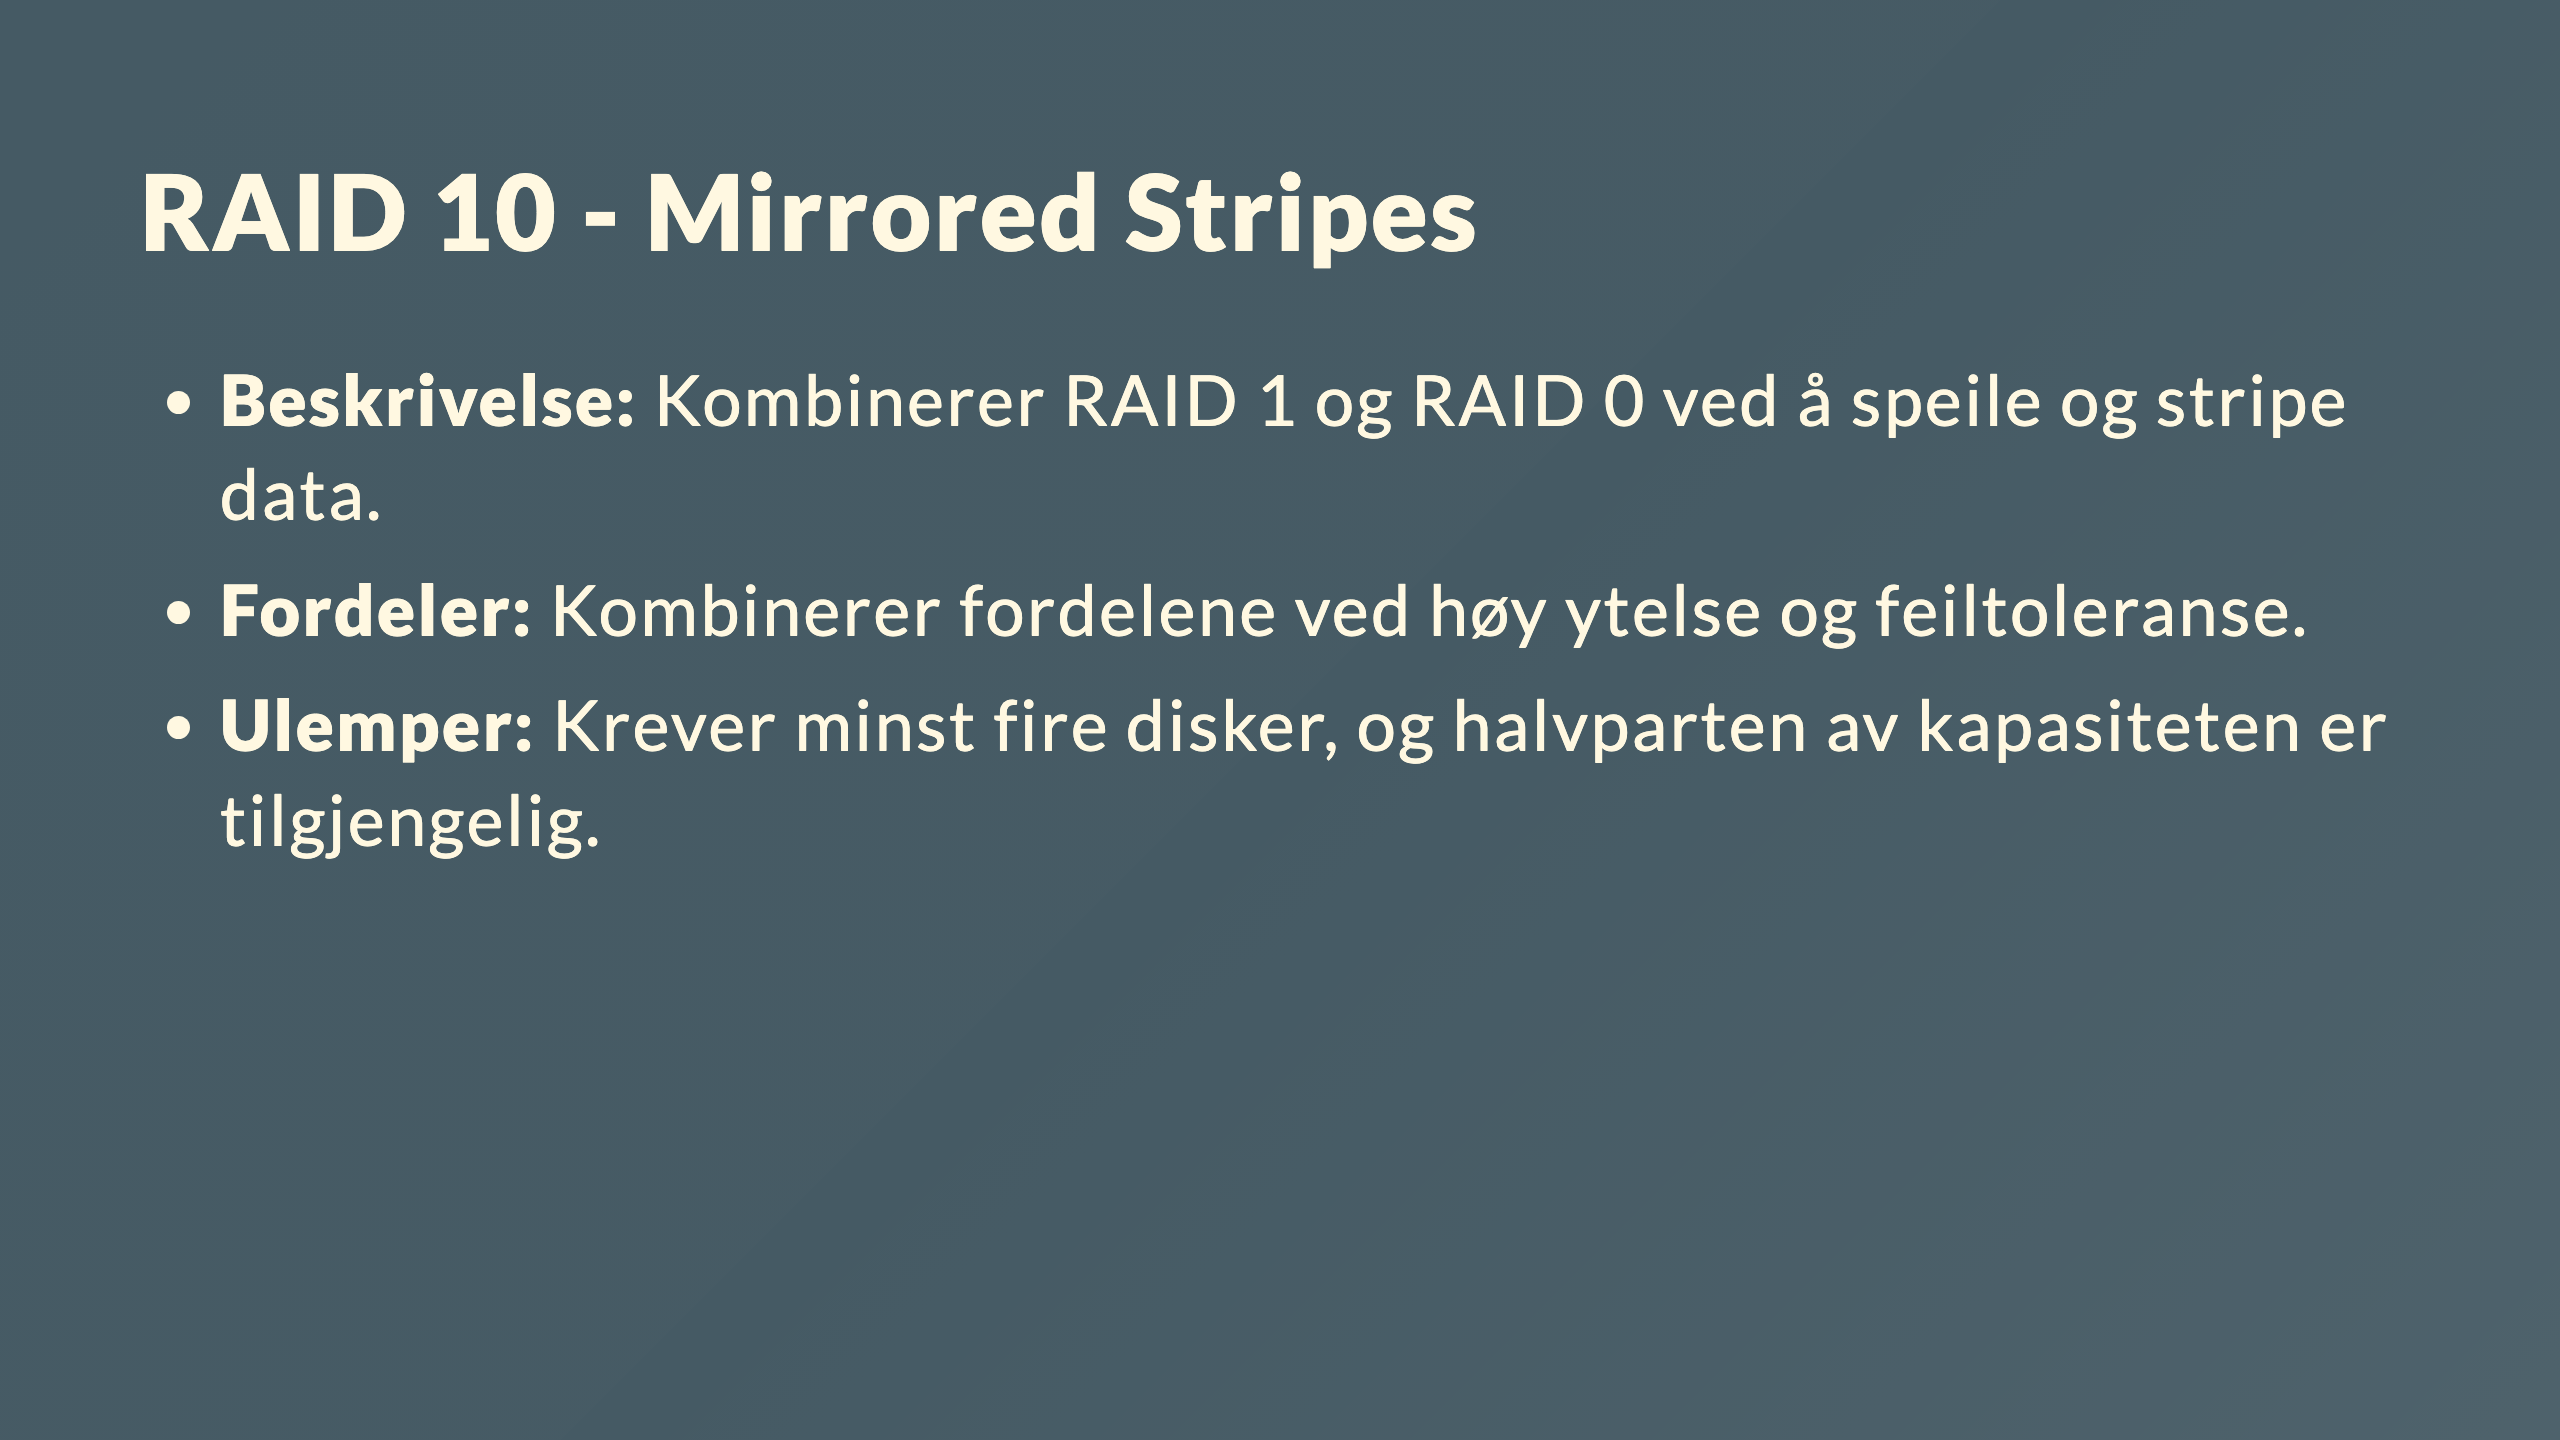 RAID 10 - Mirrored Stripes
• Beskrivelse: Kombinerer RAID 1 og RAID 0 ved å speile og stripe
data.
• Fordeler: Kombinerer fordelene ved høy ytelse og feiltoleranse.
• Ulemper: Krever minst fire disker, og halvparten av kapasiteten er
tilgjengelig.